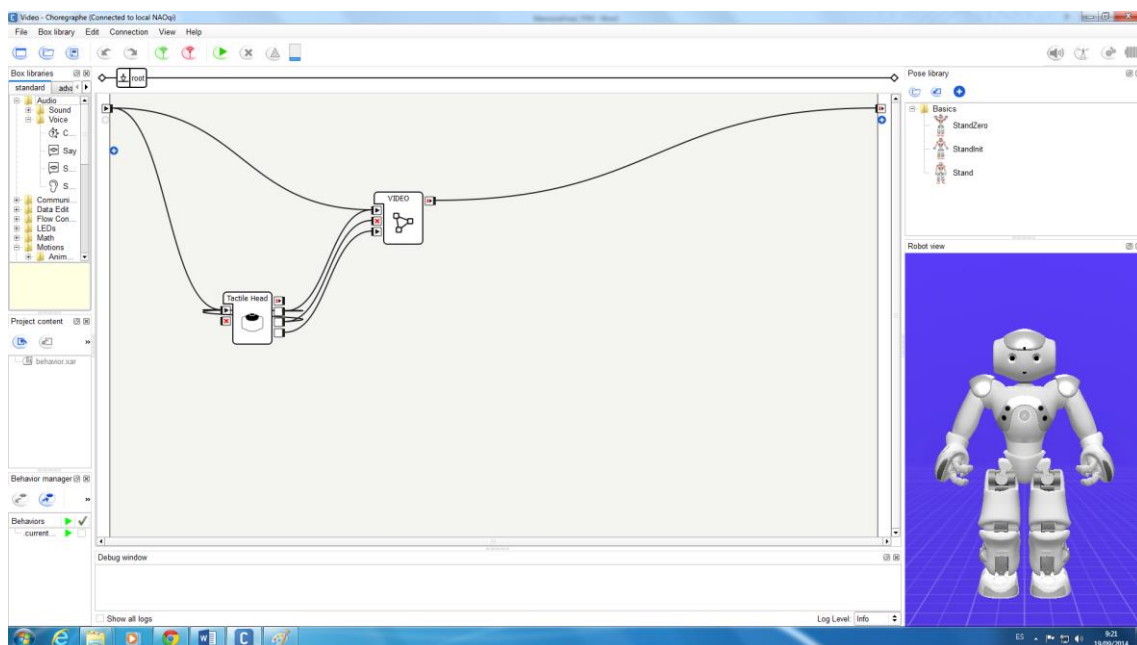 Video - Choregraphe (Connected to local NAOqi)
File Box library Edit Connection View Help
Box libraries
standard
root
Audio
Sound
Voice
C...
Say
S...
S...
Communi...
Data Edit
Flow Con...
LEDs
Math
Motions
Anim...
Project content
behavior.xar
Behavior manager
Behaviors
current...
VIDEO
Tactile Head
Debug window
Show all logs
Log Level: Info
Pose library
Basics
StandZero
StandInit
Stand
Robot view
ES
9:21
19/09/2014